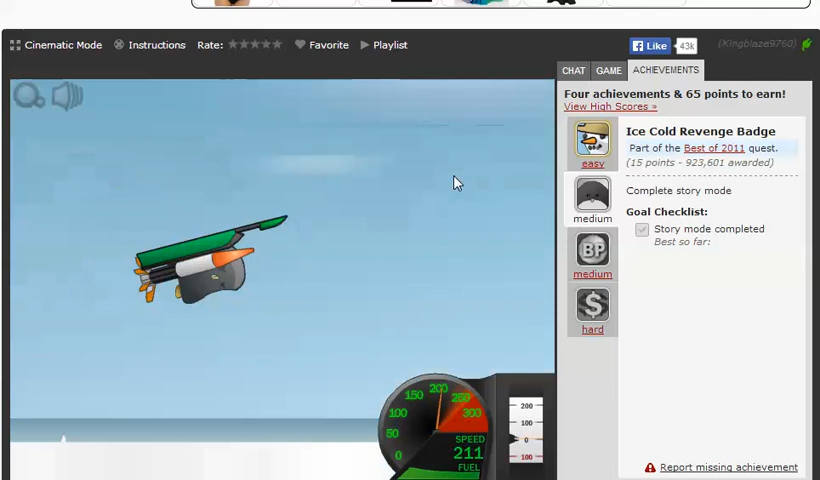 Cinematic Mode Instructions Rate: Favorite Playlist
Like 43k (Kingblaze9760)
CHAT GAME ACHIEVEMENTS
Four achievements & 65 points to earn!
View High Scores »
easy
medium
medium
hard
Ice Cold Revenge Badge
Part of the Best of 2011 quest.
(15 points - 923,601 awarded)
Complete story mode
Goal Checklist:
Story mode completed
Best so far:
Report missing achievement
BP
$
0
50
100
150
200
250
300
SPEED
211
FUEL
200
100
0
100